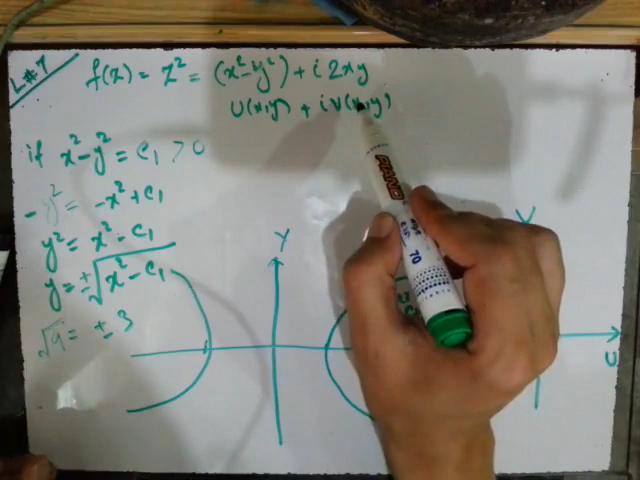 L#7
f(z) = z² = (x² - y²) + i 2xy
U(x,y) + i V(x,y)
if x² - y² = c₁ > 0
- y² = -x² + c₁
y² = x² - c₁
y = ±√x² - c₁
√9 = ± 3
Y
V
U
PIANO
70